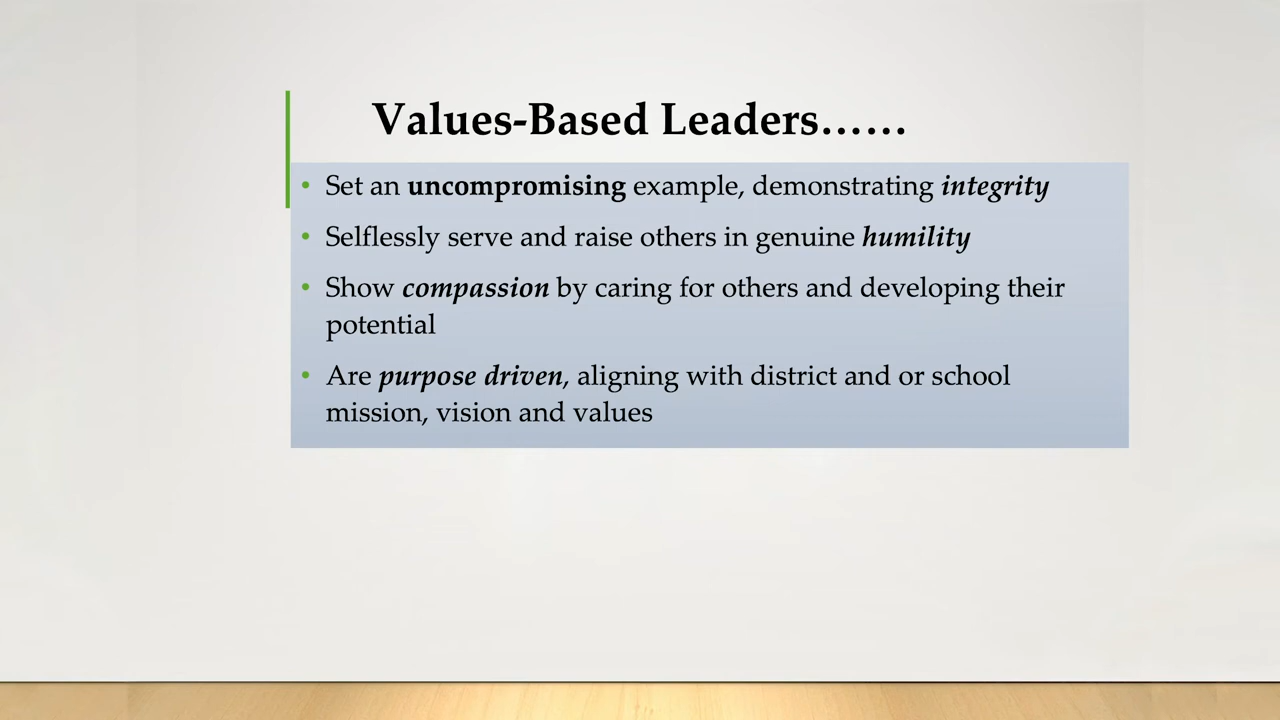 Values-Based Leaders……
• Set an uncompromising example, demonstrating integrity
• Selflessly serve and raise others in genuine humility
• Show compassion by caring for others and developing their
potential
• Are purpose driven, aligning with district and or school
mission, vision and values